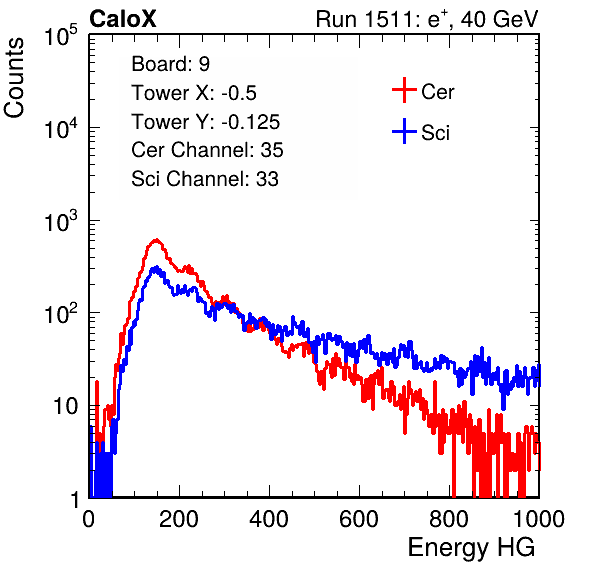 CaloX Run 1511: e⁺, 40 GeV
Counts
10⁵
10⁴
10³
10²
10
1
Board: 9
Tower X: -0.5
Tower Y: -0.125
Cer Channel: 35
Sci Channel: 33
Cer
Sci
0 200 400 600 800 1000
Energy HG